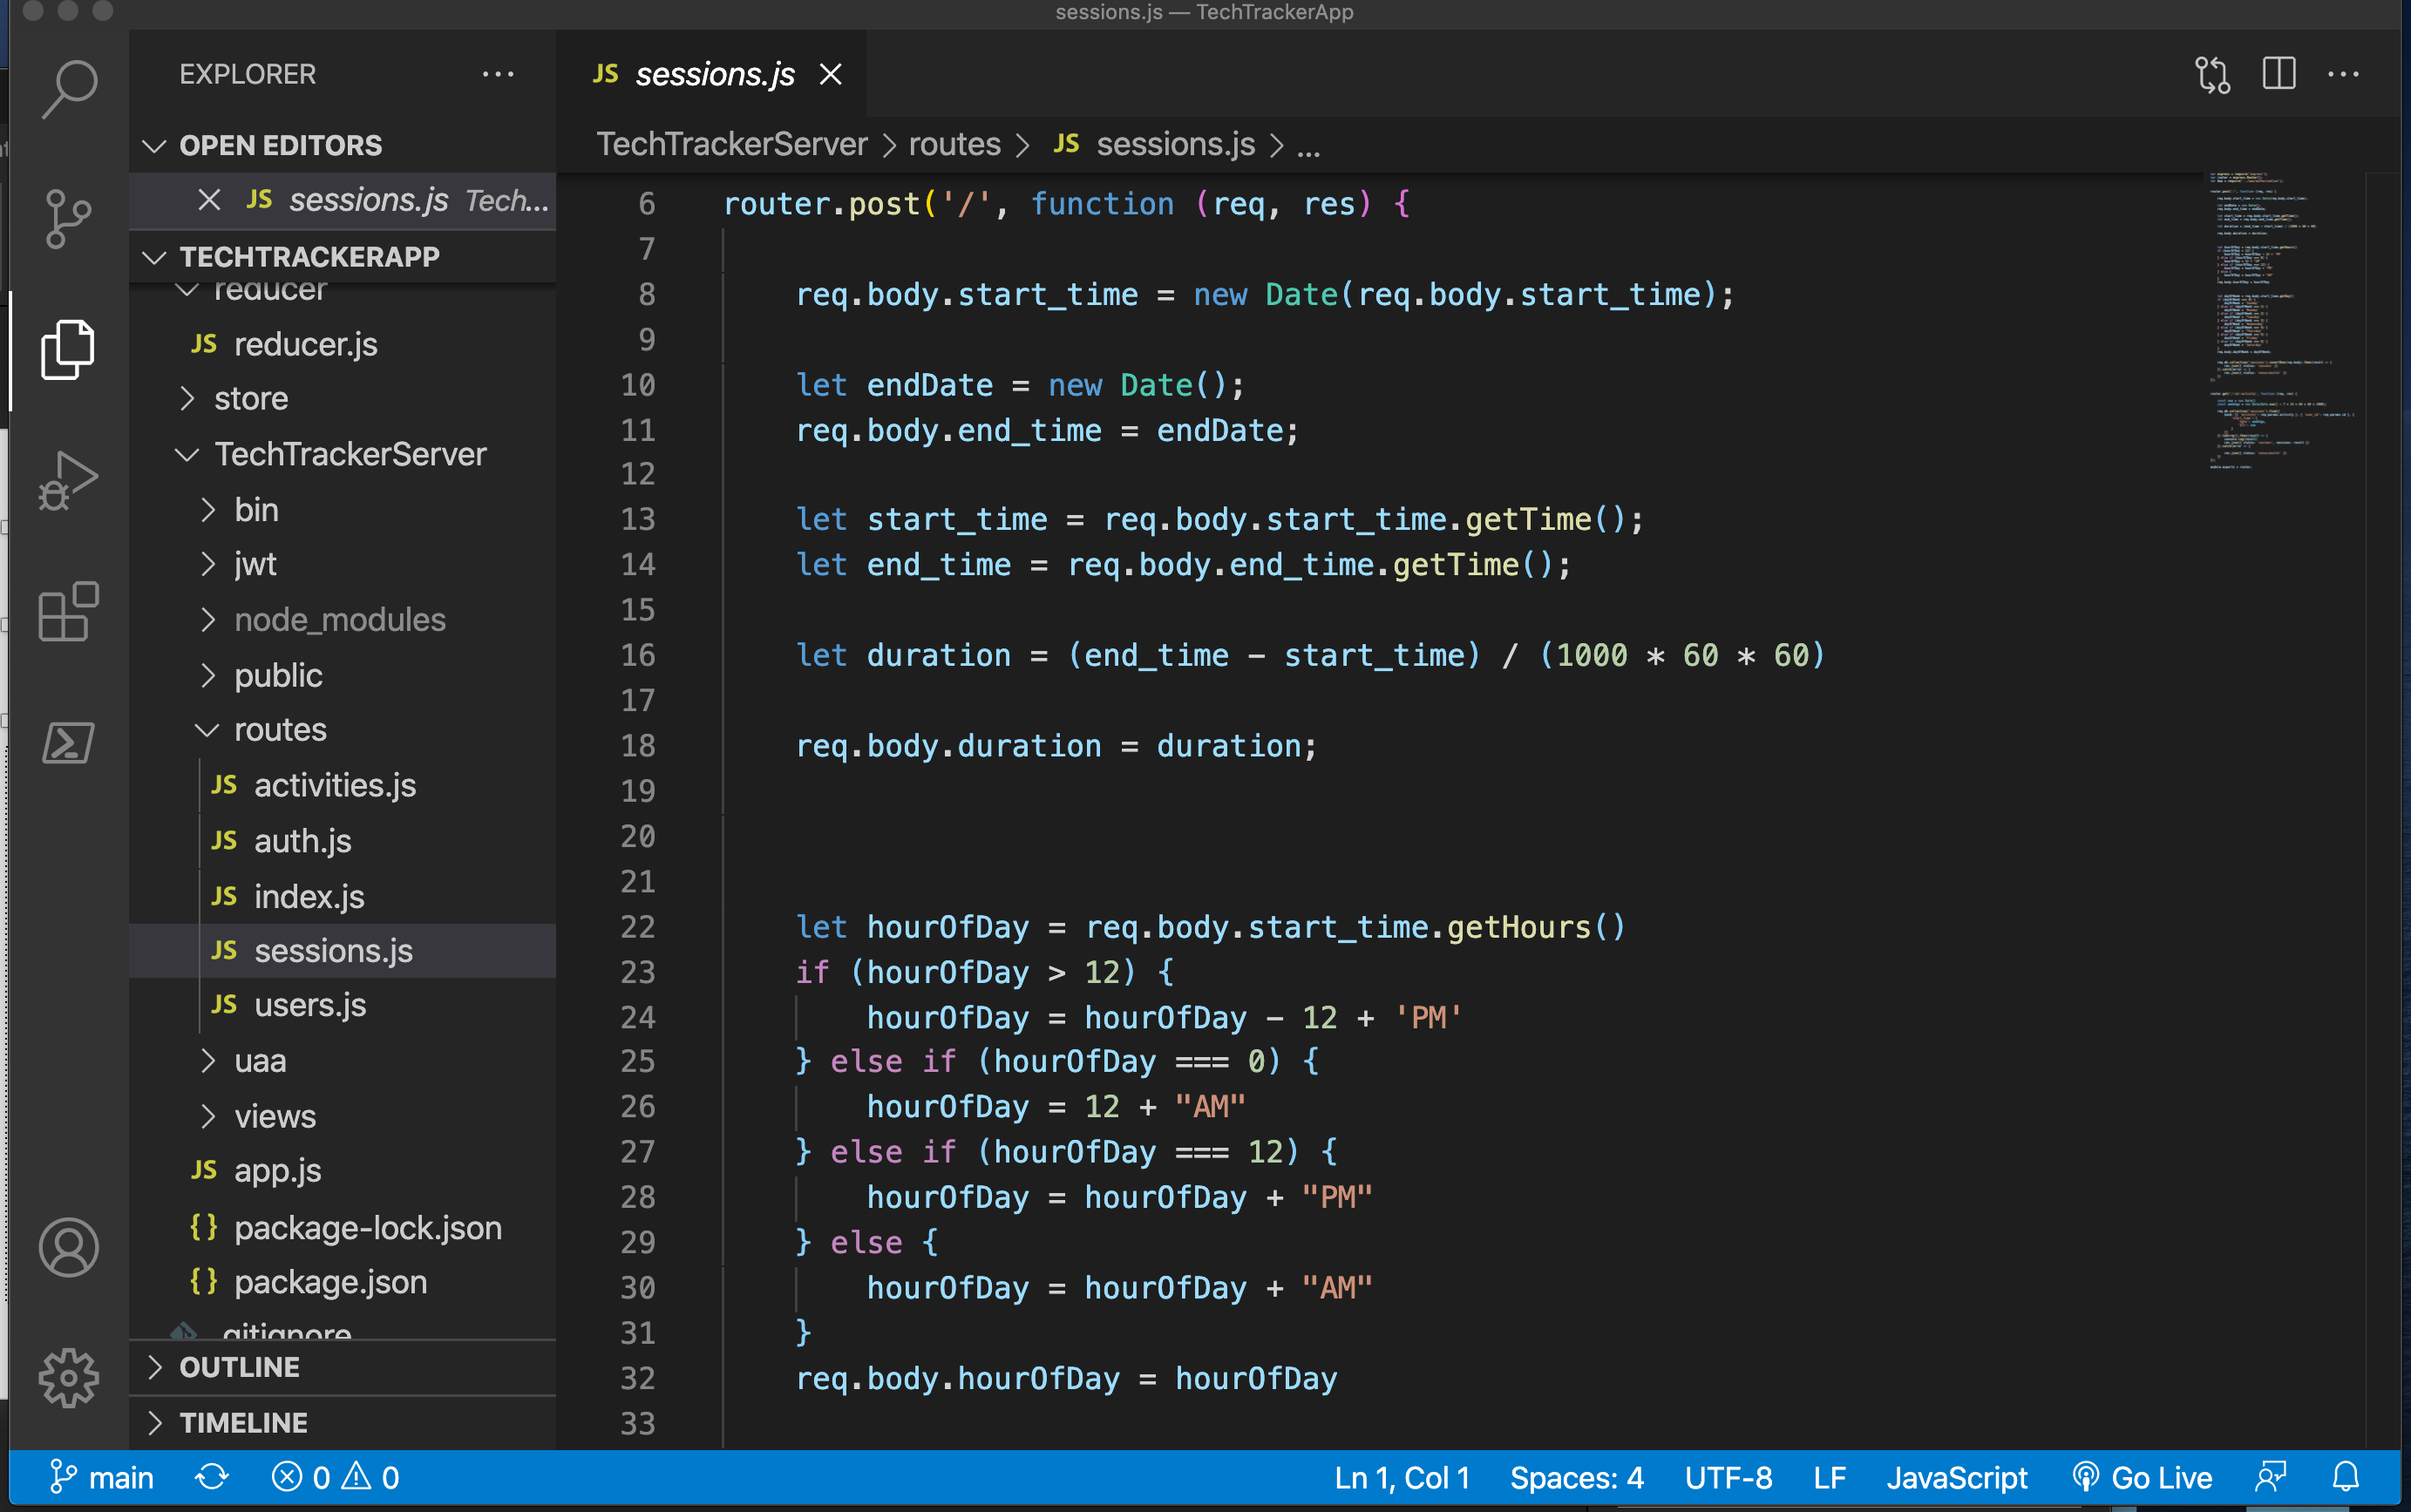 sessions.js — TechTrackerApp
EXPLORER
JS sessions.js
OPEN EDITORS
JS sessions.js Tech...
TECHTRACKERAPP
reducer
JS reducer.js
store
TechTrackerServer
bin
jwt
node_modules
public
routes
JS activities.js
JS auth.js
JS index.js
JS sessions.js
JS users.js
uaa
views
JS app.js
{} package-lock.json
{} package.json
.gitignore
OUTLINE
TIMELINE
TechTrackerServer > routes > JS sessions.js > ...
6 router.post('/', function (req, res) {
7
8 req.body.start_time = new Date(req.body.start_time);
9
10 let endDate = new Date();
11 req.body.end_time = endDate;
12
13 let start_time = req.body.start_time.getTime();
14 let end_time = req.body.end_time.getTime();
15
16 let duration = (end_time - start_time) / (1000 * 60 * 60)
17
18 req.body.duration = duration;
19
20
21
22 let hourOfDay = req.body.start_time.getHours()
23 if (hourOfDay > 12) {
24 hourOfDay = hourOfDay - 12 + 'PM'
25 } else if (hourOfDay === 0) {
26 hourOfDay = 12 + "AM"
27 } else if (hourOfDay === 12) {
28 hourOfDay = hourOfDay + "PM"
29 } else {
30 hourOfDay = hourOfDay + "AM"
31 }
32 req.body.hourOfDay = hourOfDay
33
main 0 0 Ln 1, Col 1 Spaces: 4 UTF-8 LF JavaScript Go Live